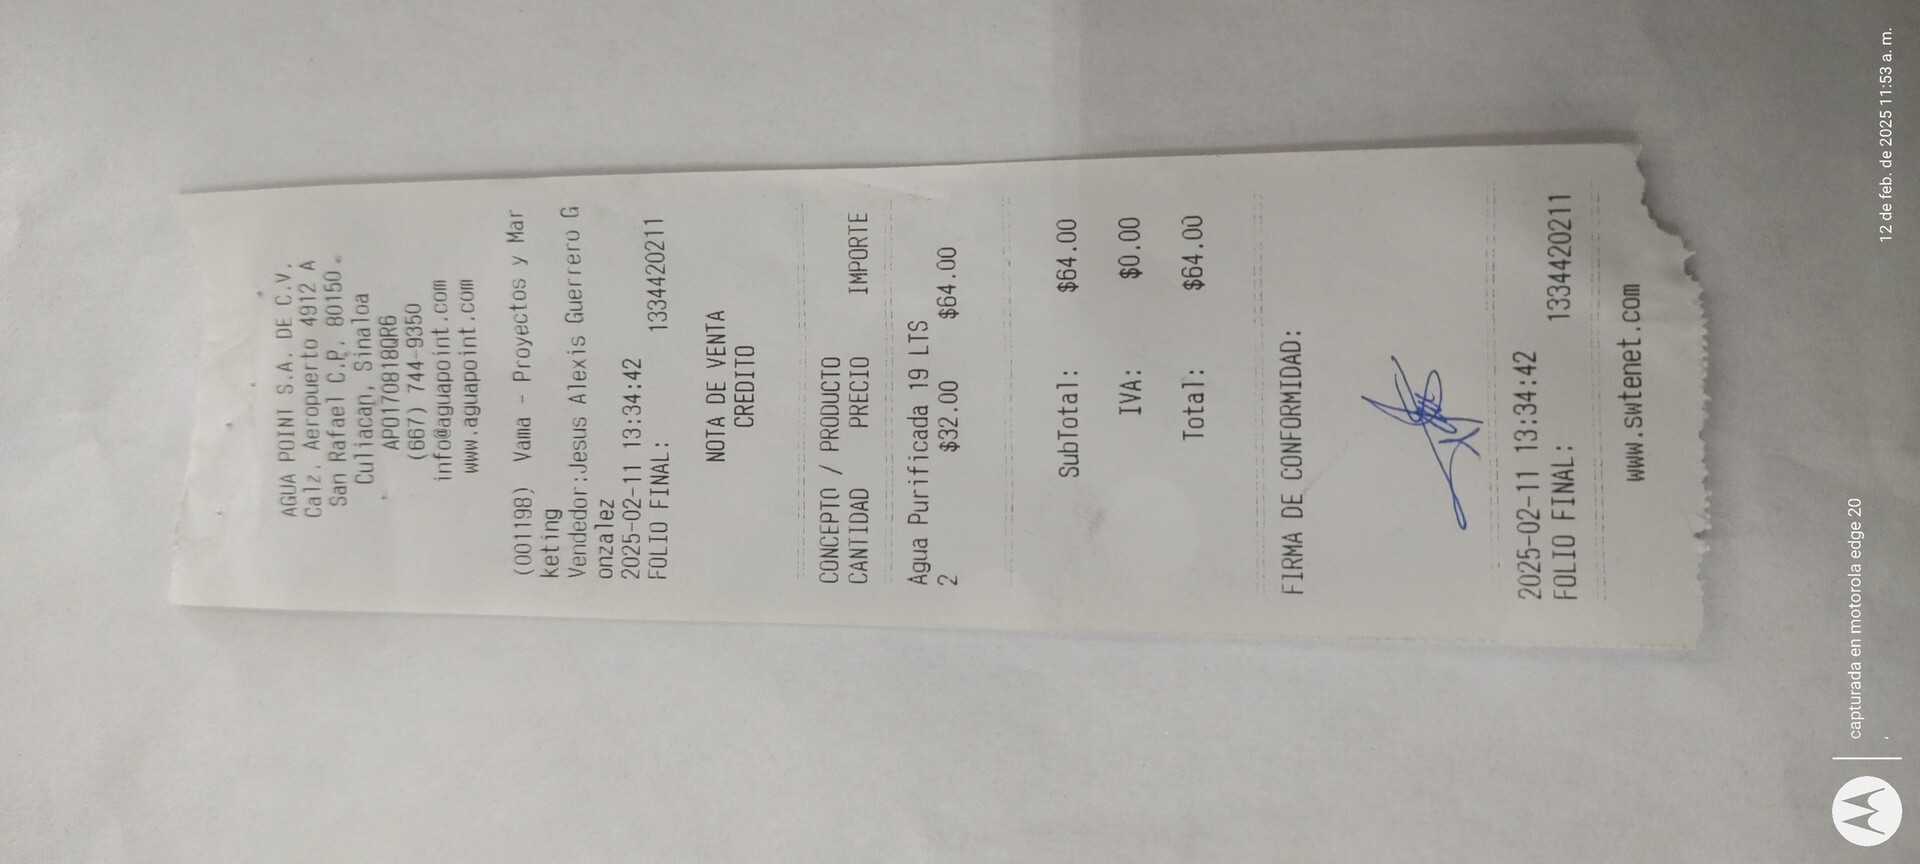 AGUA POINT S.A. DE C.V.
Calz. Aeropuerto 4912 A
San Rafael C.P. 80150
Culiacan, Sinaloa
APO170818QR6
(667) 744-9350
info@aguapoint.com
www.aguapoint.com
(001198) Vama - Proyectos y Mar
keting
Vendedor:Jesus Alexis Guerrero G
onzalez
2025-02-11 13:34:42
FOLIO FINAL: 133442021​1
NOTA DE VENTA
CREDITO
CONCEPTO / PRODUCTO
CANTIDAD PRECIO IMPORTE
Agua Purificada 19 LTS
2 $32.00 $64.00
SubTotal: $64.00
IVA: $0.00
Total: $64.00
FIRMA DE CONFORMIDAD:
2025-02-11 13:34:42
FOLIO FINAL: 1334420211
www.swtenet.com
capturada en motorola edge 20
12 de feb. de 2025 11:53 a. m.